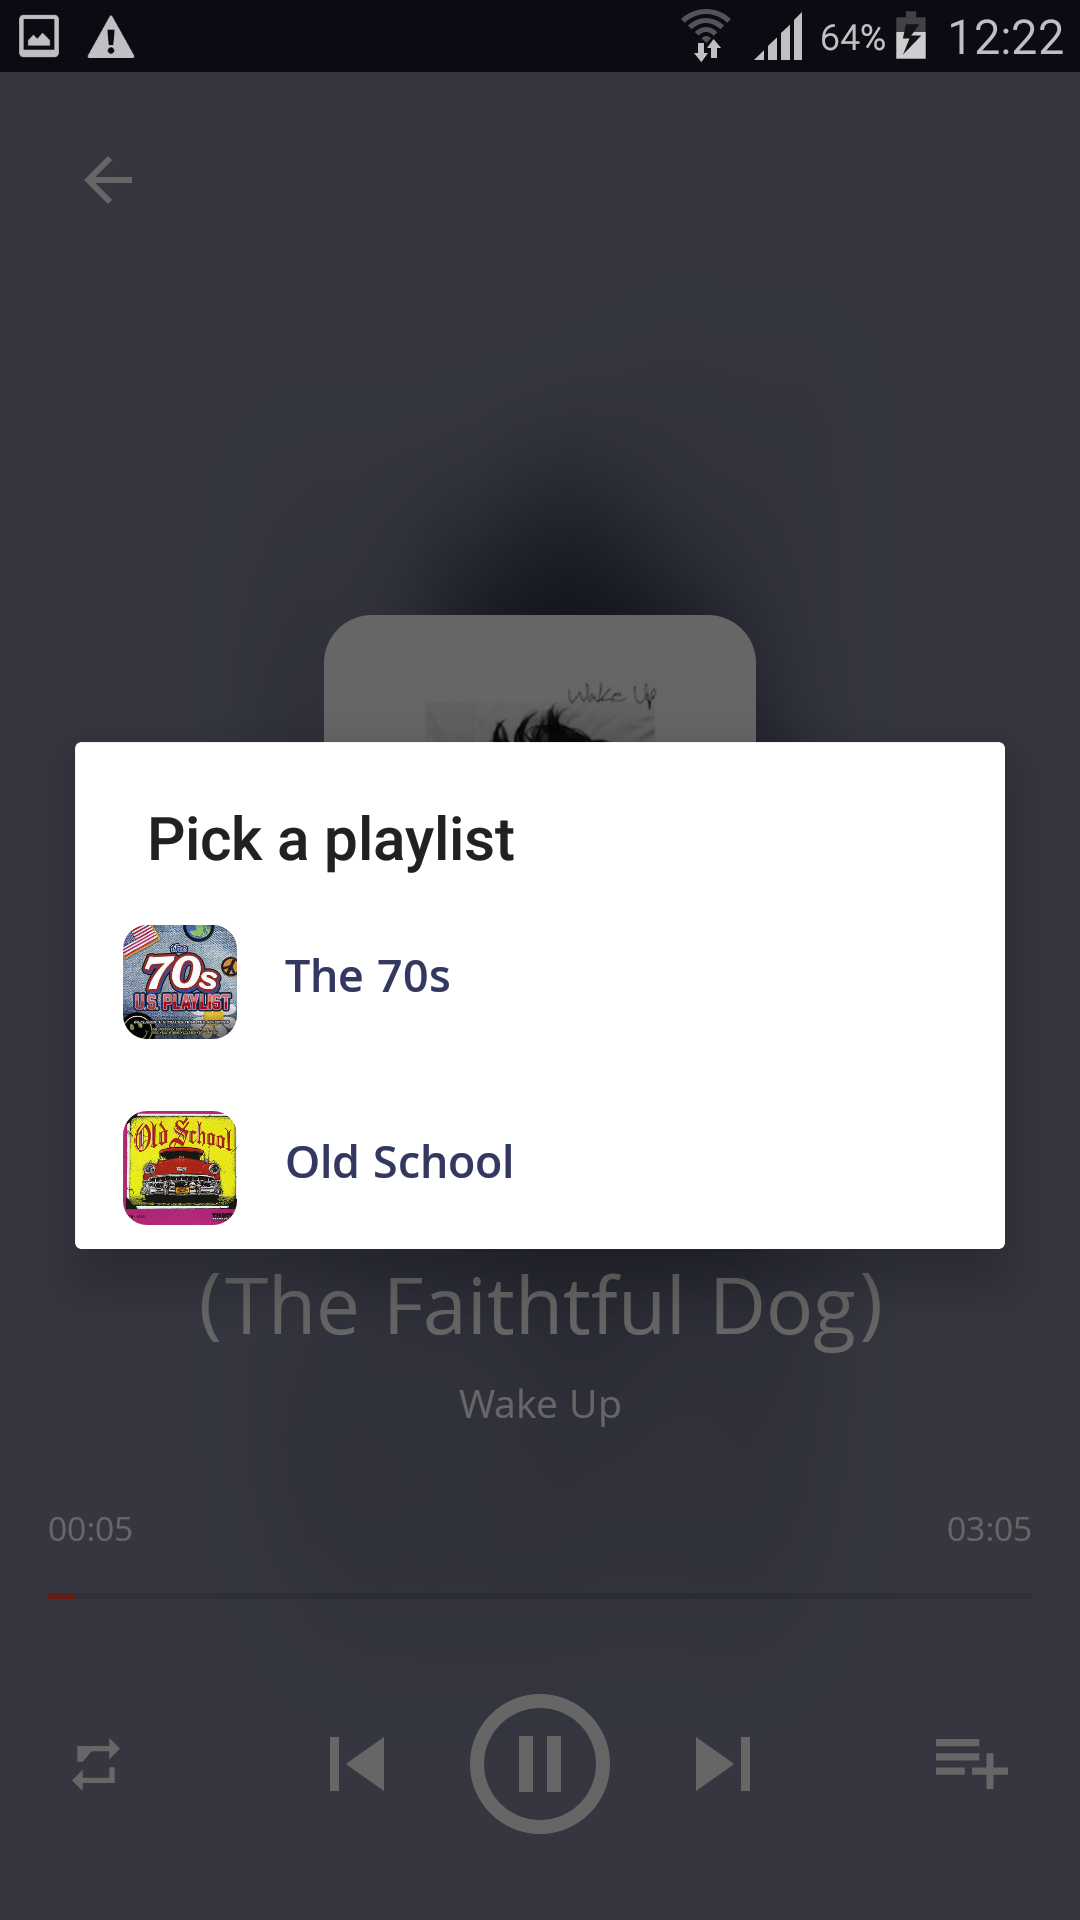 64% 12:22
Wake Up
Pick a playlist
70s
U.S. PLAYLIST
The 70s
Old School
Old School
(The Faithtful Dog)
Wake Up
00:05 03:05